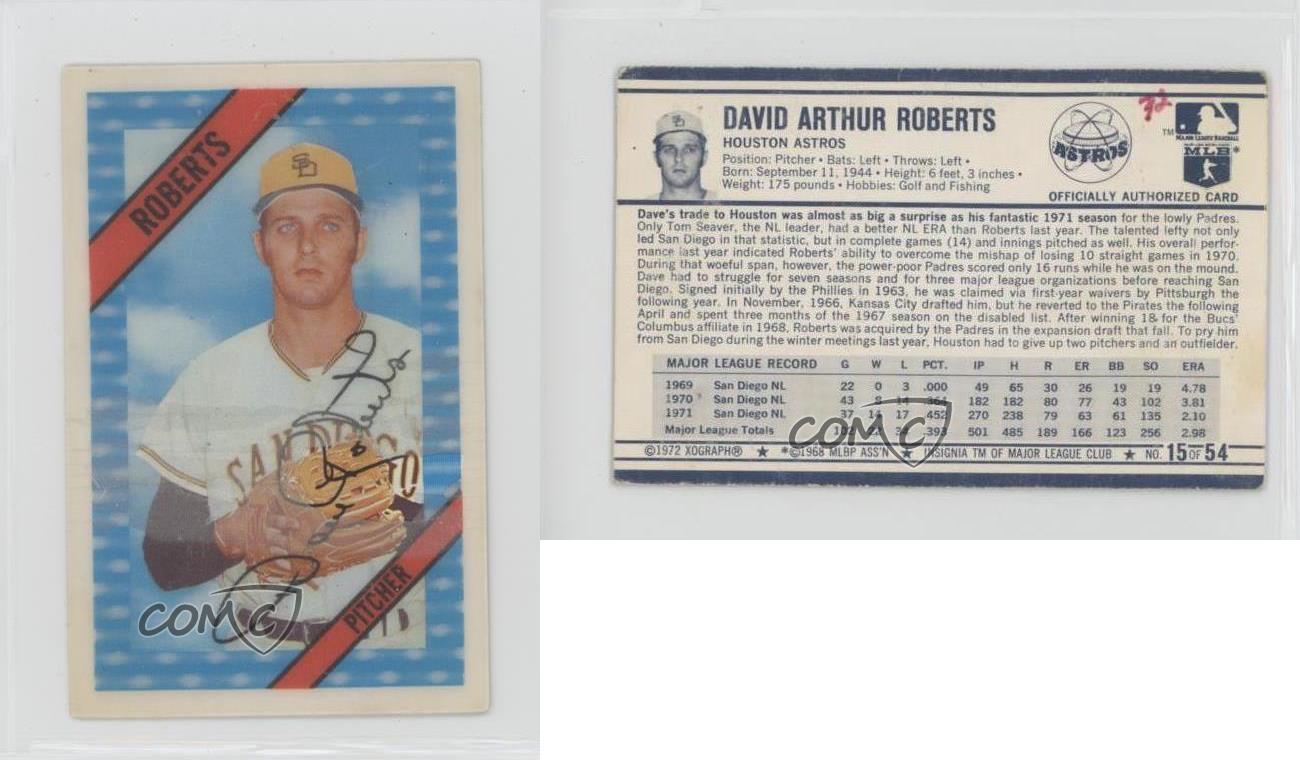 ROBERTS
SD
SAN DIEGO
Dave Roberts
PITCHER
COMC
DAVID ARTHUR ROBERTS
HOUSTON ASTROS
Position: Pitcher • Bats: Left • Throws: Left •
Born: September 11, 1944 • Height: 6 feet, 3 inches •
Weight: 175 pounds • Hobbies: Golf and Fishing
ASTROS
72
TM
MAJOR LEAGUE BASEBALL
MLB*
OFFICIALLY AUTHORIZED CARD
Dave's trade to Houston was almost as big a surprise as his fantastic 1971 season for the lowly Padres.
Only Tom Seaver, the NL leader, had a better NL ERA than Roberts last year. The talented lefty not only
led San Diego in that statistic, but in complete games (14) and innings pitched as well. His overall perfor-
mance last year indicated Roberts' ability to overcome the mishap of losing 10 straight games in 1970.
During that woeful span, however, the power-poor Padres scored only 16 runs while he was on the mound.
Dave had to struggle for seven seasons and for three major league organizations before reaching San
Diego. Signed initially by the Phillies in 1963, he was claimed via first-year waivers by Pittsburgh the
following year. In November, 1966, Kansas City drafted him, but he reverted to the Pirates the following
April and spent three months of the 1967 season on the disabled list. After winning 18 for the Bucs'
Columbus affiliate in 1968, Roberts was acquired by the Padres in the expansion draft that fall. To pry him
from San Diego during the winter meetings last year, Houston had to give up two pitchers and an outfielder.
MAJOR LEAGUE RECORD G W L PCT. IP H R ER BB SO ERA
1969 San Diego NL 22 0 3 .000 49 65 30 26 19 19 4.78
1970 San Diego NL 43 8 14 .364 182 182 80 77 43 102 3.81
1971 San Diego NL 37 14 17 .452 270 238 79 63 61 135 2.10
Major League Totals 102 22 34 .393 501 485 189 166 123 256 2.98
COMC
©1972 XOGRAPH® ★ *©1968 MLBP ASS'N ★ INSIGNIA TM OF MAJOR LEAGUE CLUB ★ NO. 15 OF 54